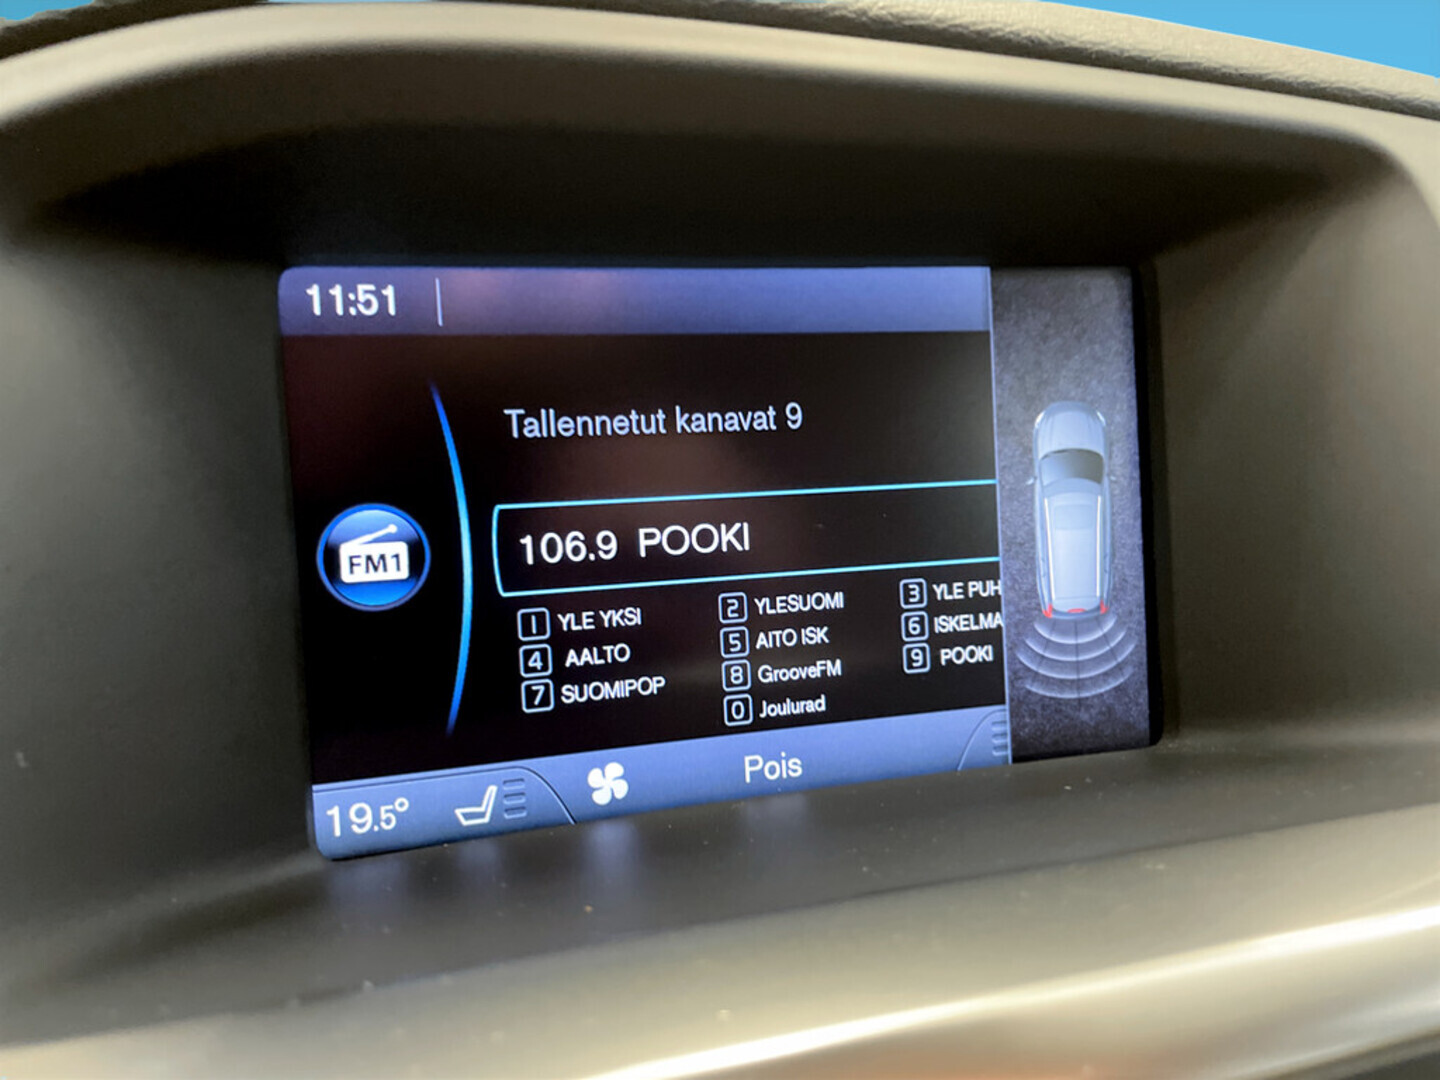 11:51
Tallennetut kanavat 9
FM1
106.9 POOKI
1 YLE YKSI 2 YLESUOMI 3 YLE PUH
4 AALTO 5 AITO ISK 6 ISKELMA
7 SUOMIPOP 8 GrooveFM 9 POOKI
0 Joulurad
19.5° Pois